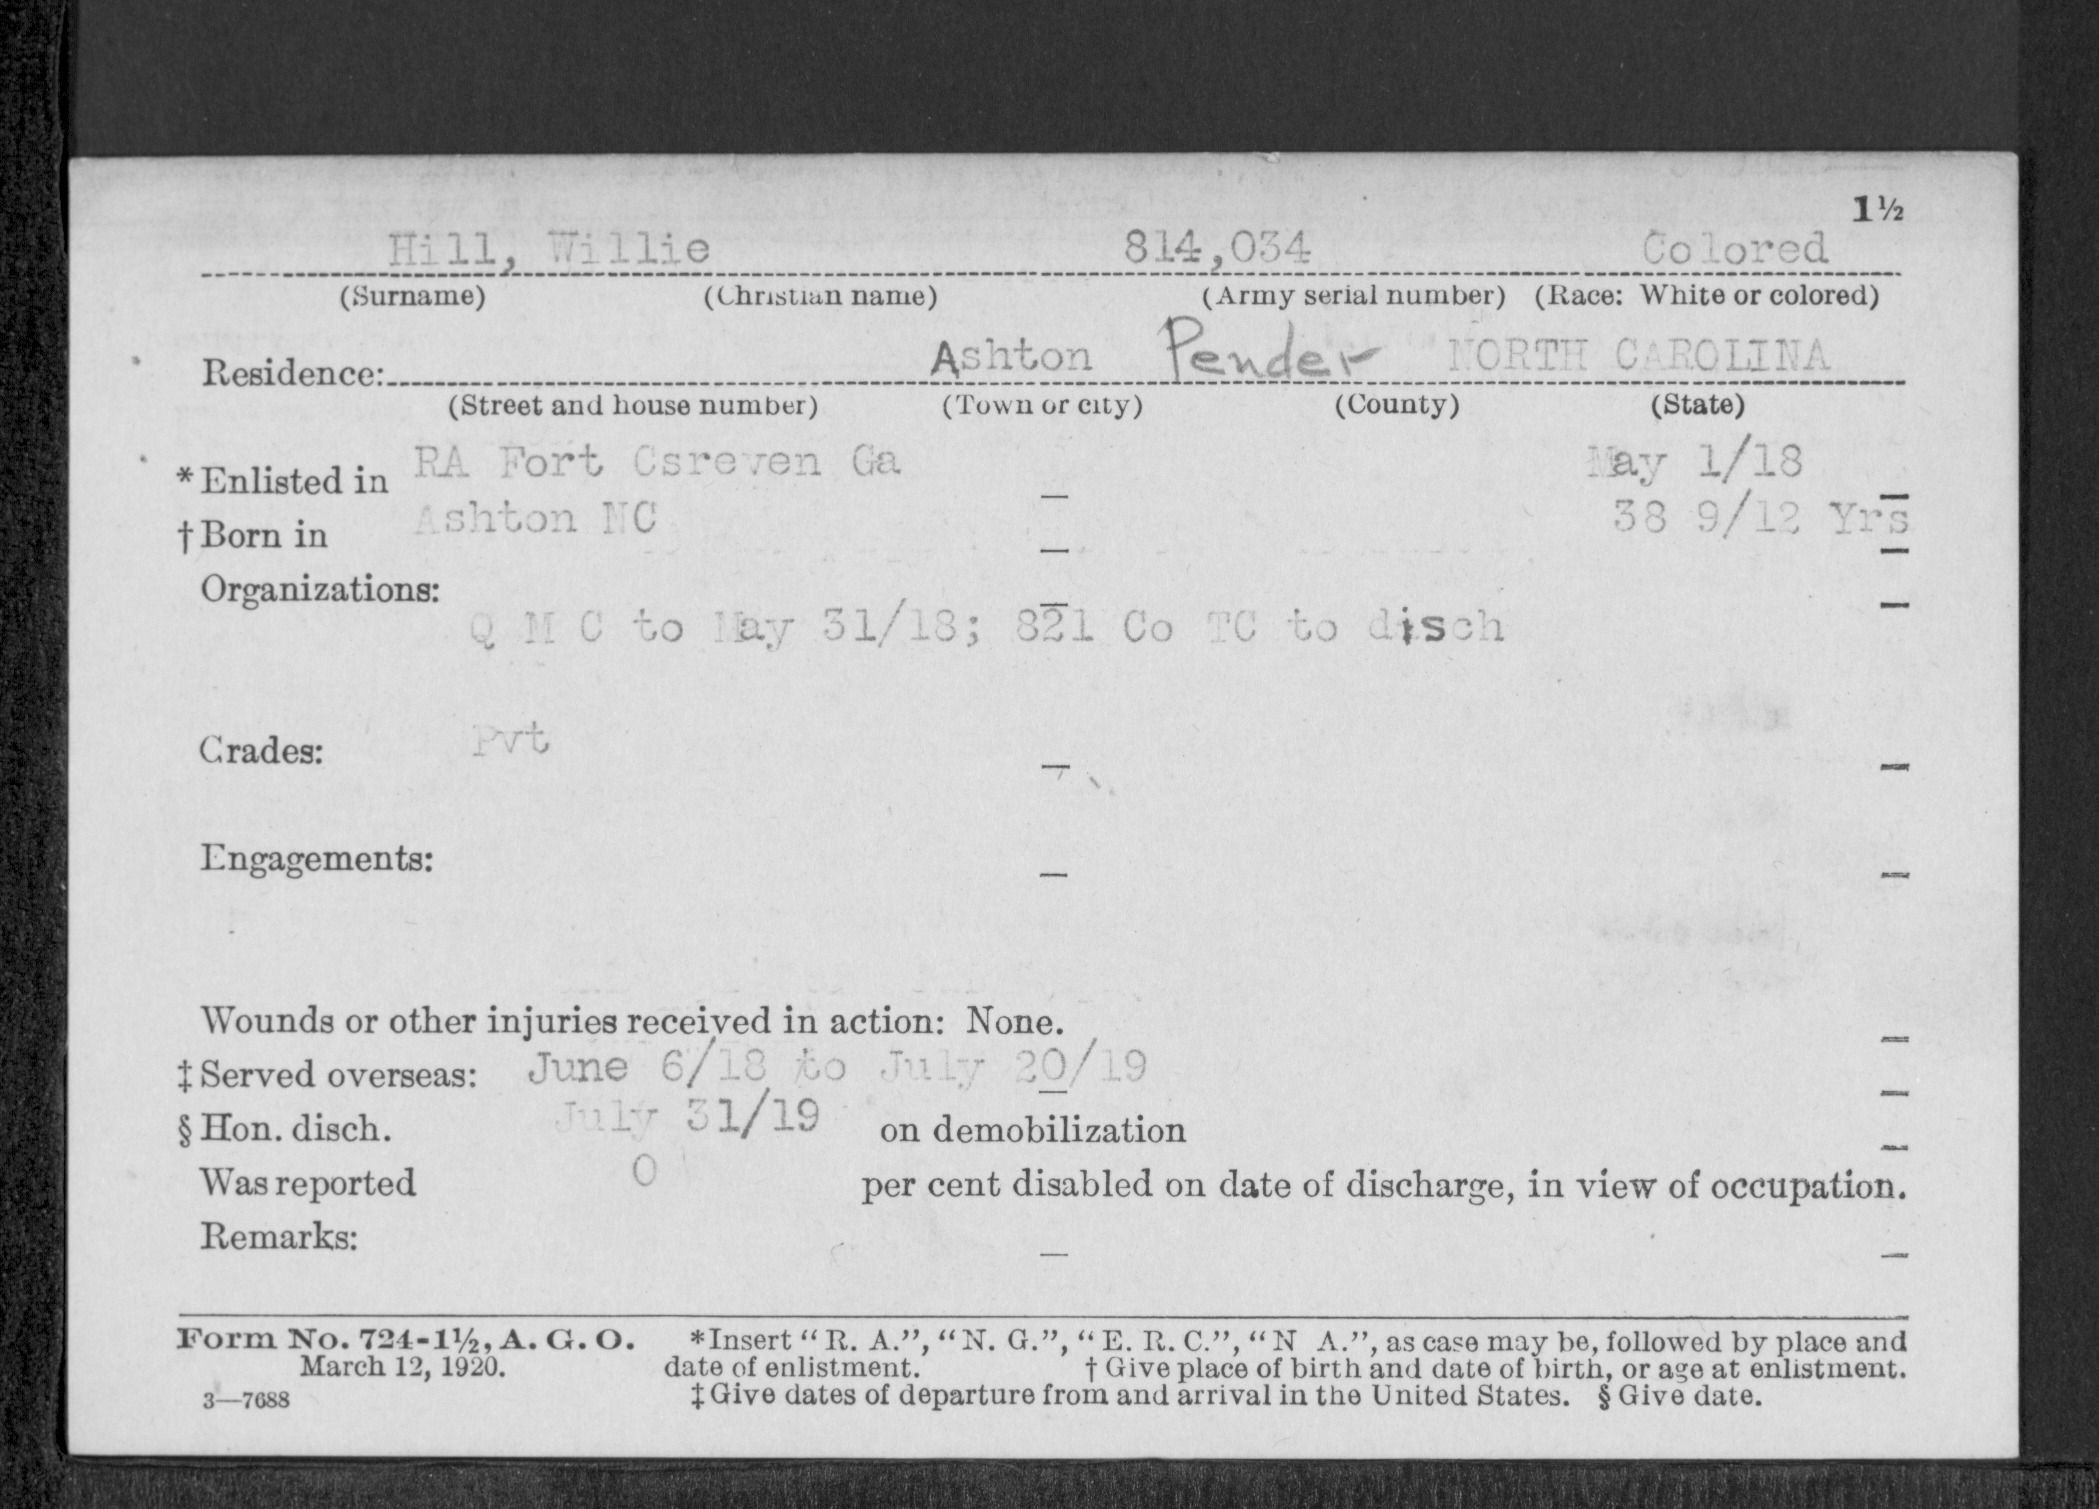 1½
Hill, Willie 814,034 Colored
(Surname) (Christian name) (Army serial number) (Race: White or colored)
Residence: Ashton Pender NORTH CAROLINA
(Street and house number) (Town or city) (County) (State)
*Enlisted in RA Fort Csreven Ga May 1/18
†Born in Ashton NC 38 9/12 Yrs
Organizations:
Q M C to May 31/18; 821 Co TC to disch
Grades: Pvt
Engagements:
Wounds or other injuries received in action: None.
‡Served overseas: June 6/18 to July 20/19
§Hon. disch. July 31/19 on demobilization
Was reported 0 per cent disabled on date of discharge, in view of occupation.
Remarks:
Form No. 724-1½, A. G. O. *Insert "R. A.", "N. G.", "E. R. C.", "N A.", as case may be, followed by place and
March 12, 1920. date of enlistment. †Give place of birth and date of birth, or age at enlistment.
3—7688 ‡Give dates of departure from and arrival in the United States. §Give date.